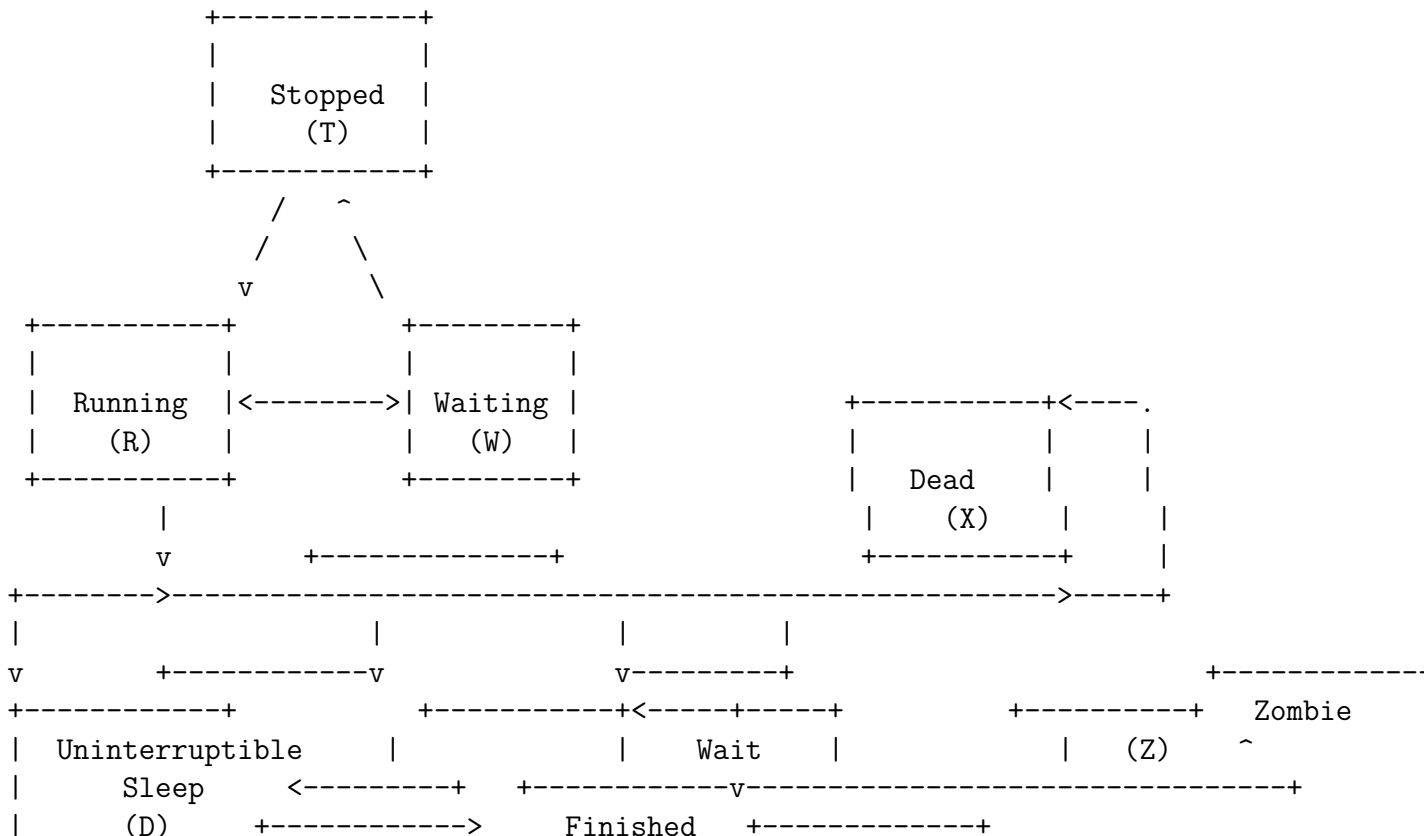 Stopped
(T)
Running Waiting
(R) (W)
Dead
(X)
Zombie
Uninterruptible Wait (Z)
Sleep
(D) Finished